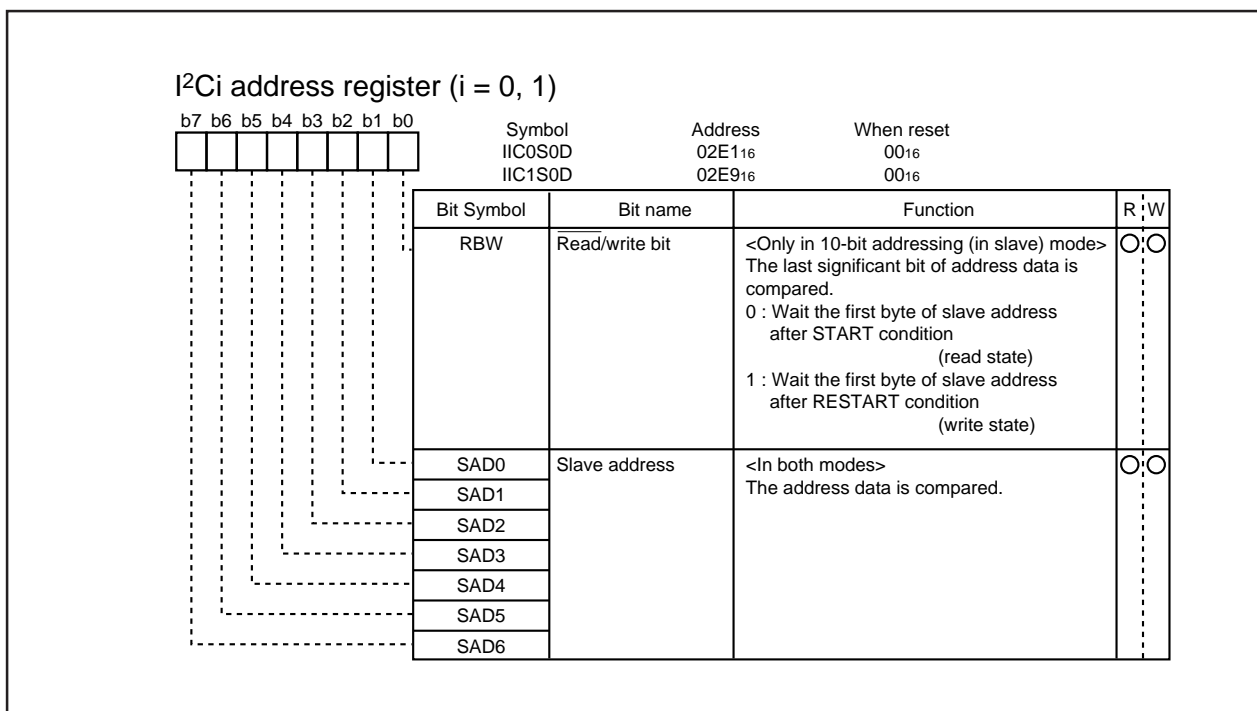 I²Ci address register (i = 0, 1)
b7 b6 b5 b4 b3 b2 b1 b0
Symbol Address When reset
IIC0S0D 02E1₁₆ 00₁₆
IIC1S0D 02E9₁₆ 00₁₆
Bit Symbol Bit name Function R W
RBW Read/write bit <Only in 10-bit addressing (in slave) mode>
The last significant bit of address data is
compared.
0 : Wait the first byte of slave address
after START condition
(read state)
1 : Wait the first byte of slave address
after RESTART condition
(write state)
SAD0 Slave address <In both modes>
SAD1 The address data is compared.
SAD2
SAD3
SAD4
SAD5
SAD6